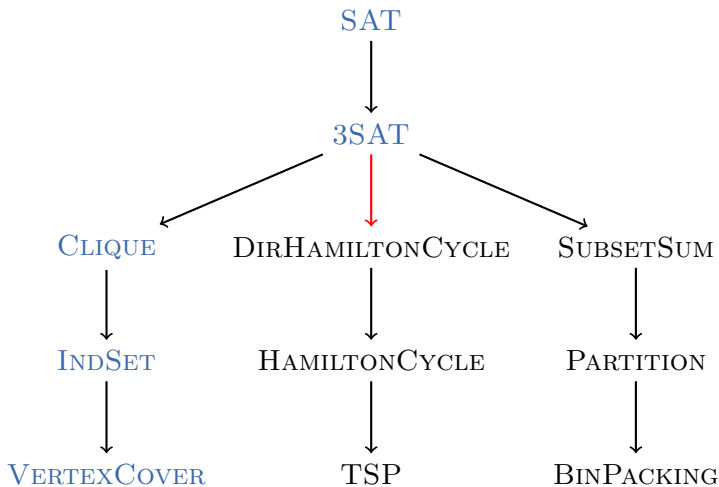 SAT
3SAT
CLIQUE DIRHAMILTONCYCLE SUBSETSUM
INDSET HAMILTONCYCLE PARTITION
VERTEXCOVER TSP BINPACKING